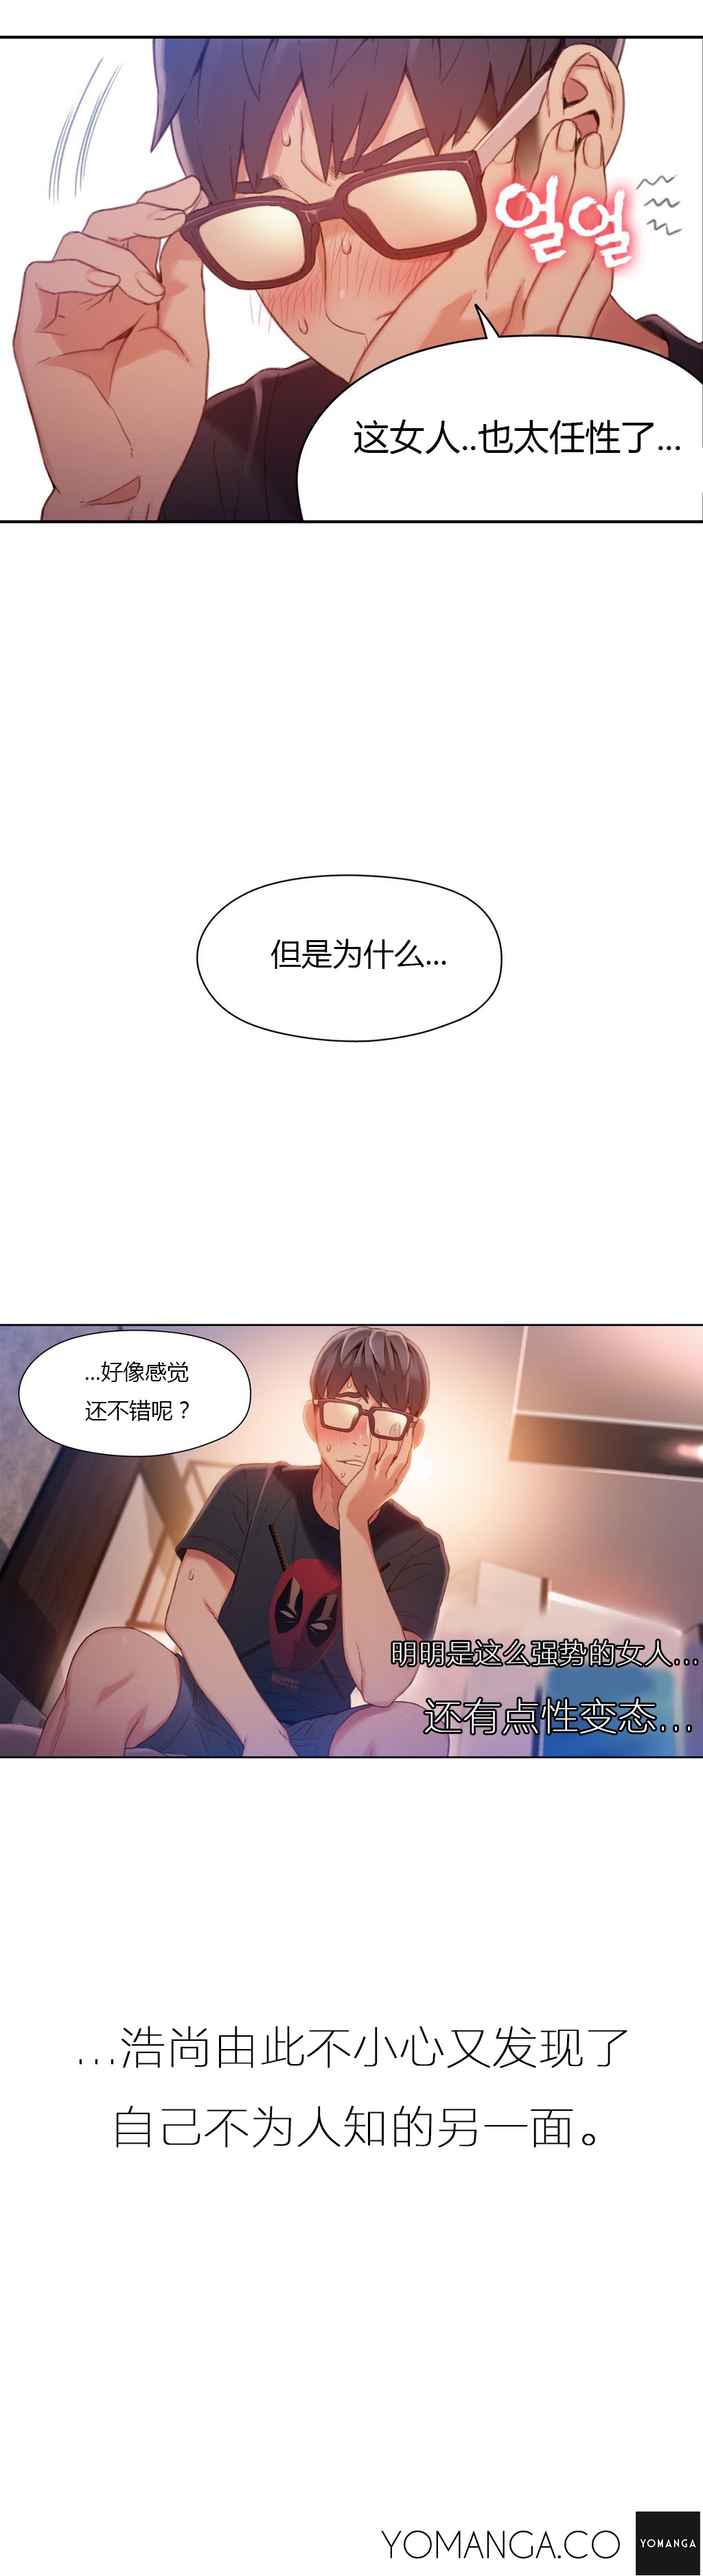 얼얼
这女人..也太任性了...
但是为什么...
...好像感觉
还不错呢？
明明是这么强势的女人...
还有点性变态...
...浩尚由此不小心又发现了
自己不为人知的另一面。
YOMANGA.CO
YOMANGA